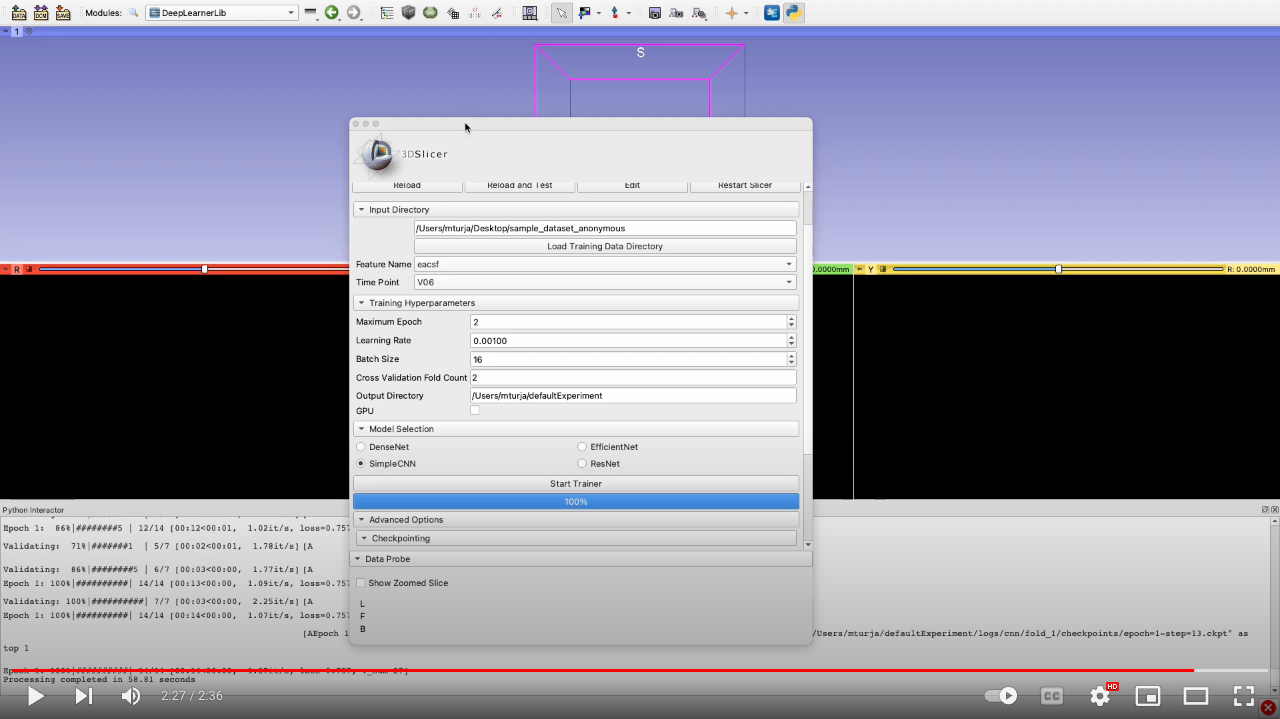 DATA DCM SAVE Modules: DeepLearnerLib
1
S
3DSlicer
Reload Reload and Test Edit Restart Slicer
Input Directory
/Users/mturja/Desktop/sample_dataset_anonymous
Load Training Data Directory
Feature Name eacsf
R 0.0000mm Y R: 0.0000mm
Time Point V06
Training Hyperparameters
Maximum Epoch 2
Learning Rate 0.00100
Batch Size 16
Cross Validation Fold Count 2
Output Directory /Users/mturja/defaultExperiment
GPU
Model Selection
DenseNet EfficientNet
SimpleCNN ResNet
Start Trainer
100%
Advanced Options
Checkpointing
Data Probe
Show Zoomed Slice
L
F
B
Python Interactor
Epoch 1: 86%|########5 | 12/14 [00:12<00:01, 1.02it/s, loss=0.757
Validating: 71%|#######1 | 5/7 [00:02<00:01, 1.78it/s] [A
Validating: 86%|########5 | 6/7 [00:03<00:00, 1.77it/s] [A
Epoch 1: 100%|##########| 14/14 [00:13<00:00, 1.09it/s, loss=0.757
Validating: 100%|##########| 7/7 [00:03<00:00, 2.25it/s] [A
Epoch 1: 100%|##########| 14/14 [00:14<00:00, 1.07it/s, loss=0.757
[AEpoch 1 /Users/mturja/defaultExperiment/logs/cnn/fold_1/checkpoints/epoch=1-step=13.ckpt" as
top 1
Processing completed in 58.81 seconds
2:27 / 2:36 CC HD